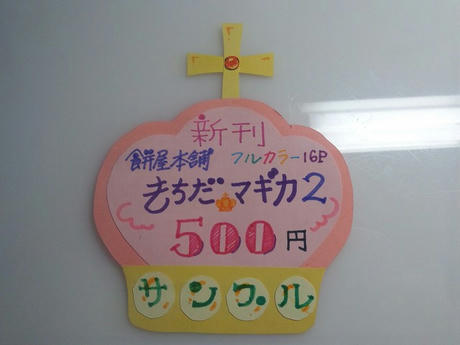 新刊
餅屋本舗 フルカラー16P
もちだマギカ2
500円
サンプル